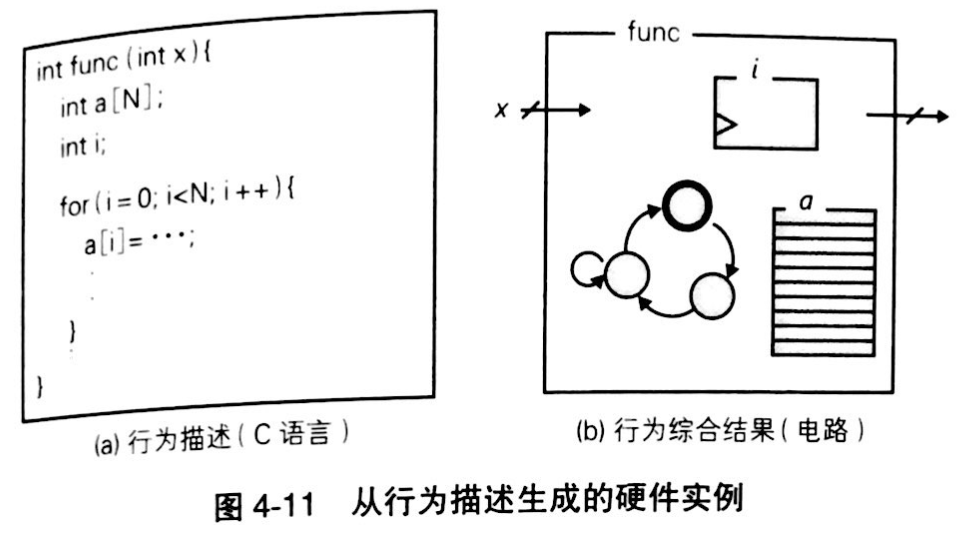 int func (int x) {
int a[N];
int i;
for(i = 0; i<N; i++){
a[i]= ···;
.
.
}
.
}
(a) 行为描述( C 语言 )
func
i
x
a
(b) 行为综合结果( 电路 )
图 4-11 从行为描述生成的硬件实例